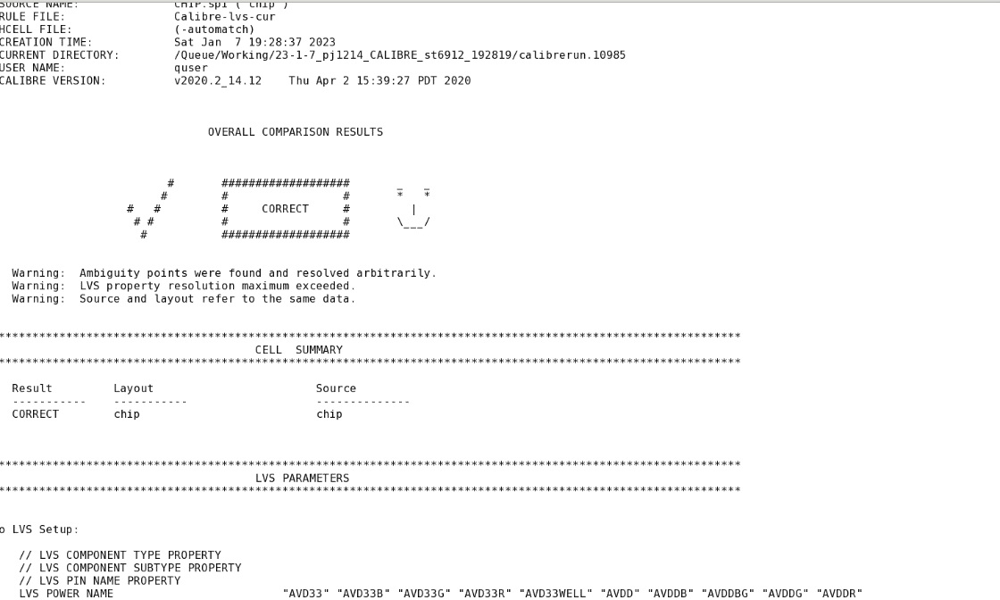 SOURCE NAME: CHIP.spi ('chip')
RULE FILE: Calibre-lvs-cur
HCELL FILE: (-automatch)
CREATION TIME: Sat Jan  7 19:28:37 2023
CURRENT DIRECTORY: /Queue/Working/23-1-7_pj1214_CALIBRE_st6912_192819/calibrerun.10985
USER NAME: quser
CALIBRE VERSION: v2020.2_14.12    Thu Apr 2 15:39:27 PDT 2020
OVERALL COMPARISON RESULTS
                         #       ###################       _   _
                        #        #                 #       *   *
                   #   #         #     CORRECT     #         |
                    # #          #                 #       \___/
                     #           ###################
Warning:  Ambiguity points were found and resolved arbitrarily.
Warning:  LVS property resolution maximum exceeded.
Warning:  Source and layout refer to the same data.
**************************************************************************************************************
CELL  SUMMARY
**************************************************************************************************************
Result         Layout                        Source
-----------    -----------                   --------------
CORRECT        chip                          chip
**************************************************************************************************************
LVS PARAMETERS
**************************************************************************************************************
o LVS Setup:
// LVS COMPONENT TYPE PROPERTY
// LVS COMPONENT SUBTYPE PROPERTY
// LVS PIN NAME PROPERTY
LVS POWER NAME                         "AVD33" "AVD33B" "AVD33G" "AVD33R" "AVD33WELL" "AVDD" "AVDDB" "AVDDBG" "AVDDG" "AVDDR"